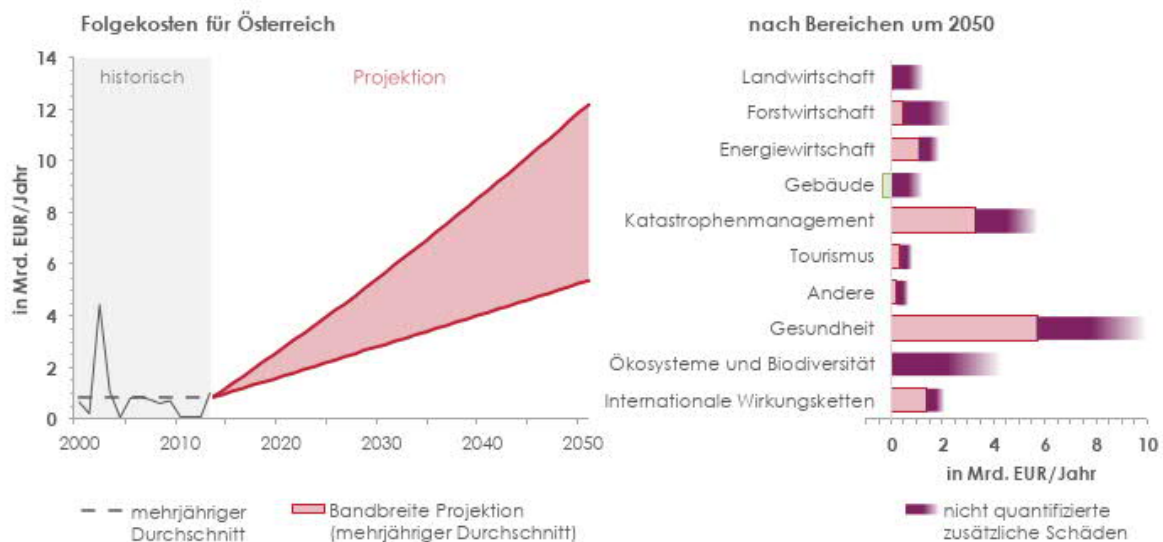 Folgekosten für Österreich
in Mrd. EUR/Jahr
14
12
10
8
6
4
2
0
historisch
Projektion
2000
2010
2020
2030
2040
2050
mehrjähriger
Durchschnitt
Bandbreite Projektion
(mehrjähriger Durchschnitt)
nach Bereichen um 2050
Landwirtschaft
Forstwirtschaft
Energiewirtschaft
Gebäude
Katastrophenmanagement
Tourismus
Andere
Gesundheit
Ökosysteme und Biodiversität
Internationale Wirkungsketten
0
2
4
6
8
10
in Mrd. EUR/Jahr
nicht quantifizierte
zusätzliche Schäden